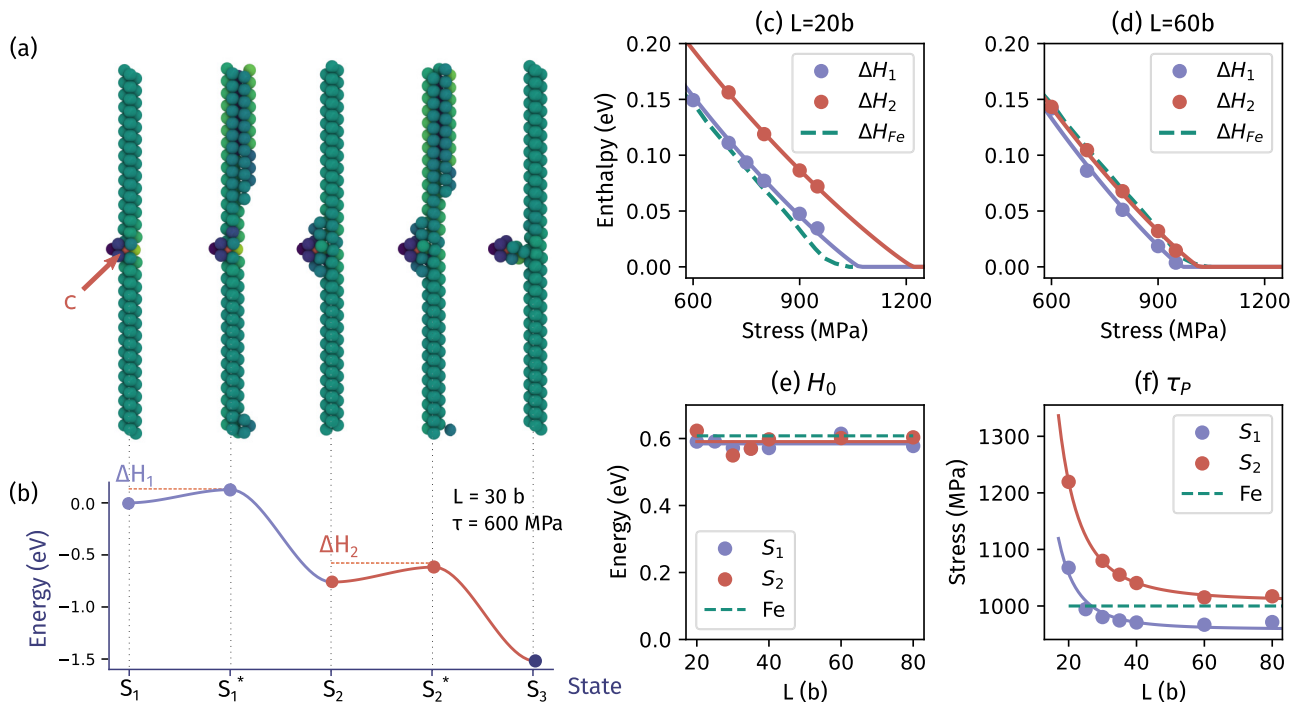 (a)
C
(b)
ΔH₁
ΔH₂
L = 30 b
τ = 600 MPa
Energy (eV)
0.0
−0.5
−1.0
−1.5
S₁
S₁*
S₂
S₂*
S₃
State
(c) L=20b
Enthalpy (eV)
0.20
0.15
0.10
0.05
0.00
ΔH₁
ΔH₂
ΔH_Fe
600
900
1200
Stress (MPa)
(d) L=60b
0.20
0.15
0.10
0.05
0.00
ΔH₁
ΔH₂
ΔH_Fe
600
900
1200
Stress (MPa)
(e) H₀
Energy (eV)
0.6
0.4
0.2
0.0
S₁
S₂
Fe
20
40
60
80
L (b)
(f) τ_P
Stress (MPa)
1300
1200
1100
1000
S₁
S₂
Fe
20
40
60
80
L (b)